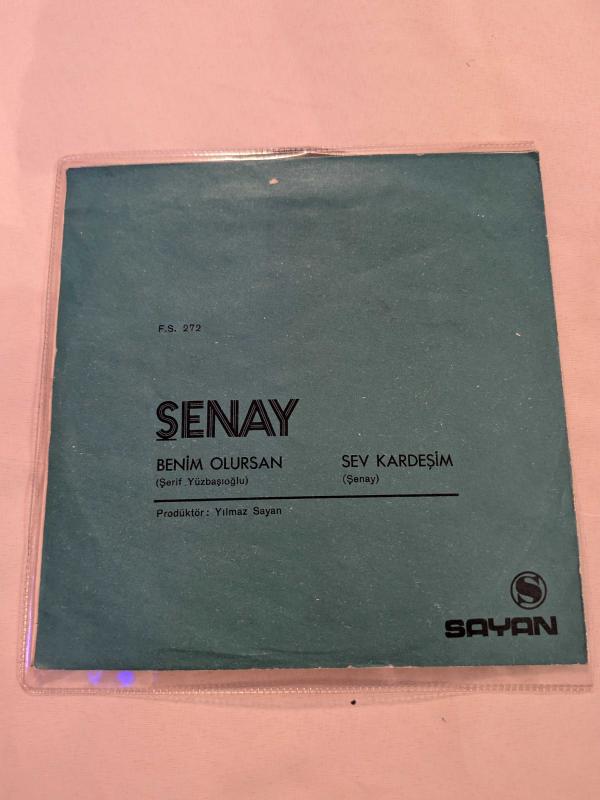 F.S. 272
ŞENAY
BENİM OLURSAN
(Şerif Yüzbaşıoğlu)
SEV KARDEŞİM
(Şenay)
Prodüktör: Yılmaz Sayan
S
SAYAN